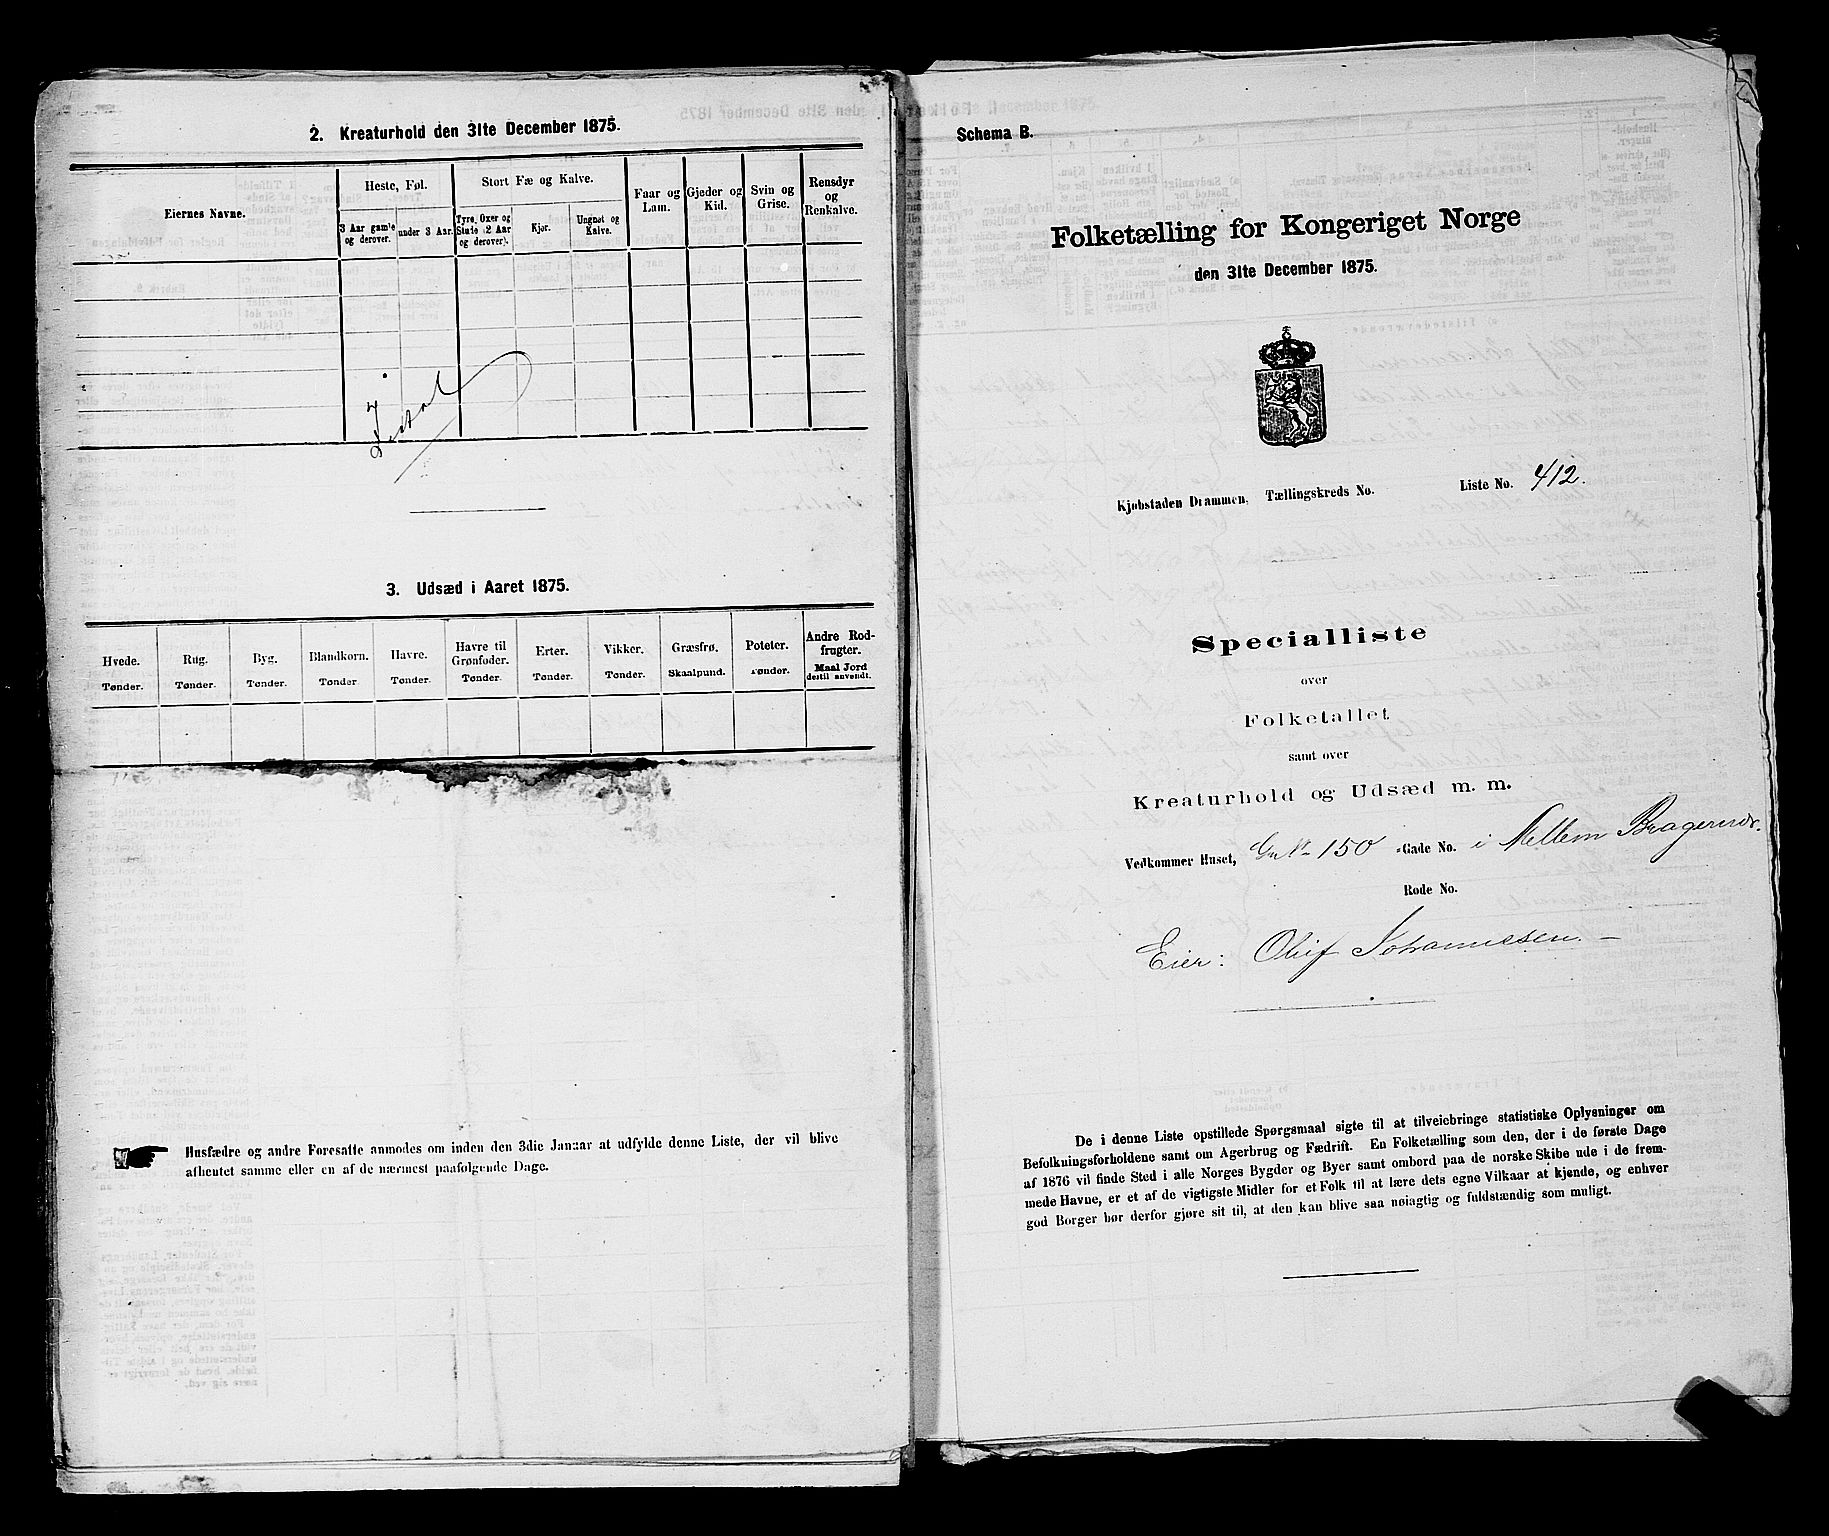 2. Kreaturhold den 31te December 1875.
Eiernes Navne.
Heste, Føl.
3 Aar gamle og derover.
under 3 Aar.
Stort Fæ og Kalve.
Tyre, Oxer og Stude (2 Aar og derover).
Kjør.
Ungnøt og Kalve.
Faar og Lam.
Gjeder og Kid.
Svin og Grise.
Rensdyr og Renkalve.
3. Udsæd i Aaret 1875.
Hvede. Tønder.
Rug. Tønder.
Byg. Tønder.
Blandkorn. Tønder.
Havre. Tønder.
Havre til Grønfoder. Tønder.
Erter. Tønder.
Vikker. Tønder.
Græsfrø. Skaalpund.
Poteter. Tønder.
Andre Rodfrugter. Maal Jord destil anvendt.
Husfædre og andre Foresatte anmodes om inden den 3die Januar at udfylde denne Liste, der vil blive
afhentet samme eller en af de nærmest paafølgende Dage.
Schema B.
Folketælling for Kongeriget Norge
den 31te December 1875.
Kjøbstaden Drammen, Tællingskreds No. Liste No. 412.
Specialliste
over
Folketallet
samt over
Kreaturhold og Udsæd m. m.
Vedkommer Huset, Gr No 150 Gade No. i Mellem Bragernes.
Rode No.
Eier: Oluf Johannesen. —
De i denne Liste opstillede Spørgsmaal sigte til at tilveiebringe statistiske Oplysninger om
Befolkningsforholdene samt om Agerbrug og Fædrift. En Folketælling som den, der i de første Dage
af 1876 vil finde Sted i alle Norges Bygder og Byer samt ombord paa de norske Skibe ude i de frem-
mede Havne, er et af de vigtigste Midler for et Folk til at lære dets egne Vilkaar at kjende, og enhver
god Borger bør derfor gjøre sit til, at den kan blive saa nøiagtig og fuldstændig som muligt.